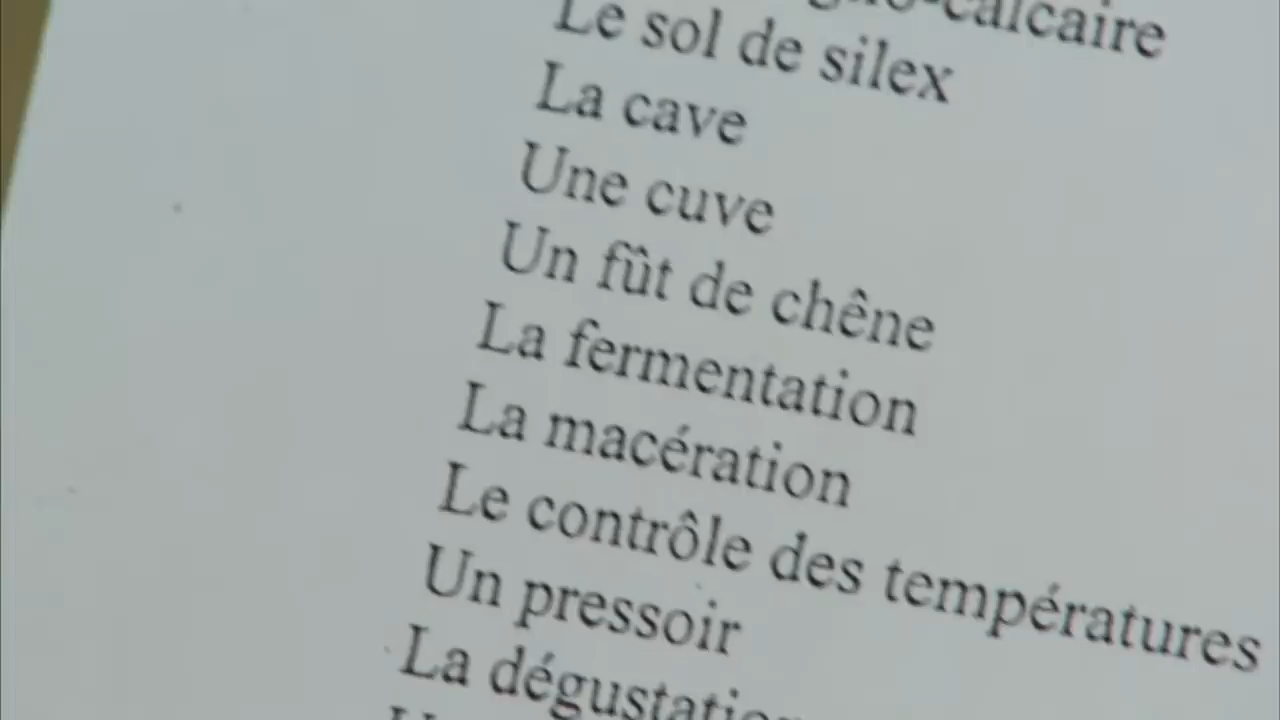 Le sol de silex
La cave
Une cuve
Un fût de chêne
La fermentation
La macération
Le contrôle des températures
Un pressoir